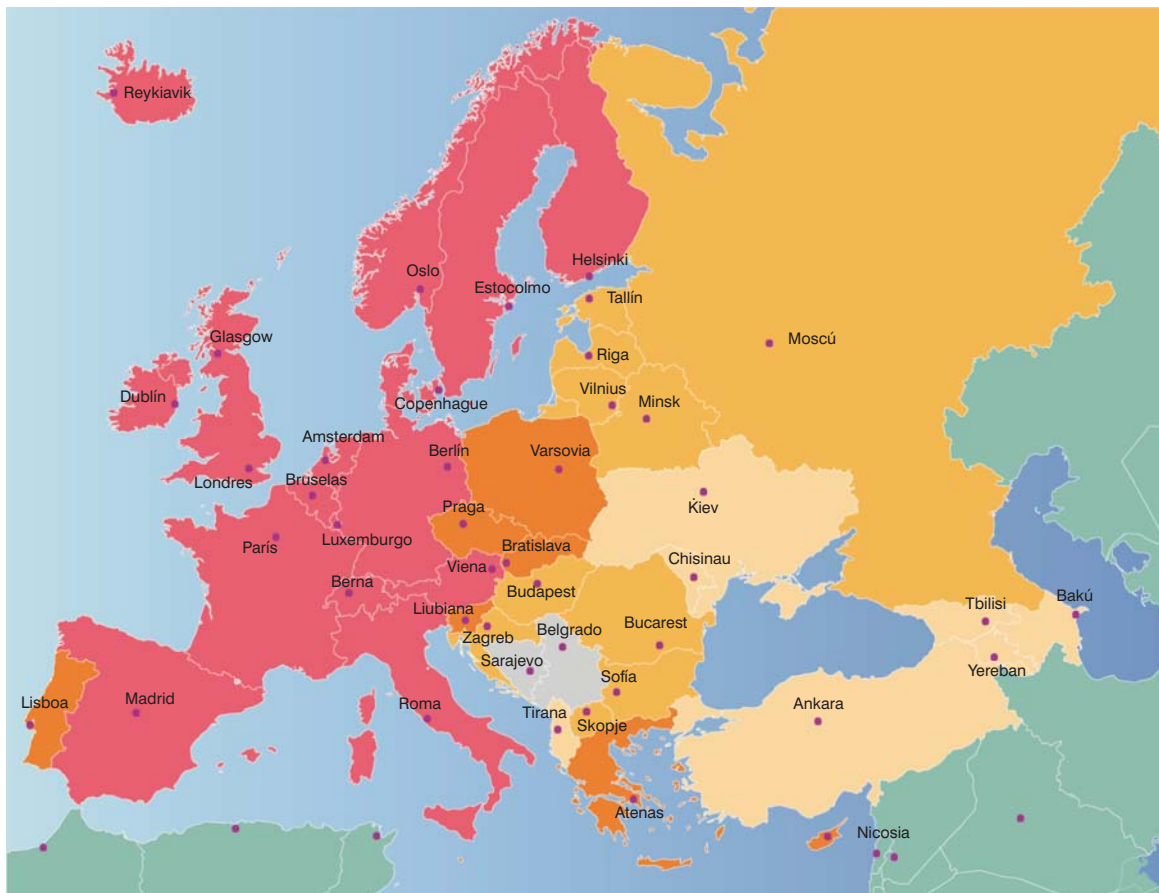 Reykiavik
Helsinki
Oslo
Estocolmo
Tallín
Glasgow
Moscú
Riga
Dublín
Vilnius
Minsk
Copenhague
Amsterdam
Berlín
Varsovia
Londres
Bruselas
Praga
Kiev
París
Luxemburgo
Bratislava
Chisinau
Viena
Berna
Budapest
Liubiana
Tbilisi
Bakú
Zagreb
Belgrado
Bucarest
Sarajevo
Yereban
Sofía
Lisboa
Madrid
Roma
Tirana
Skopje
Ankara
Atenas
Nicosia